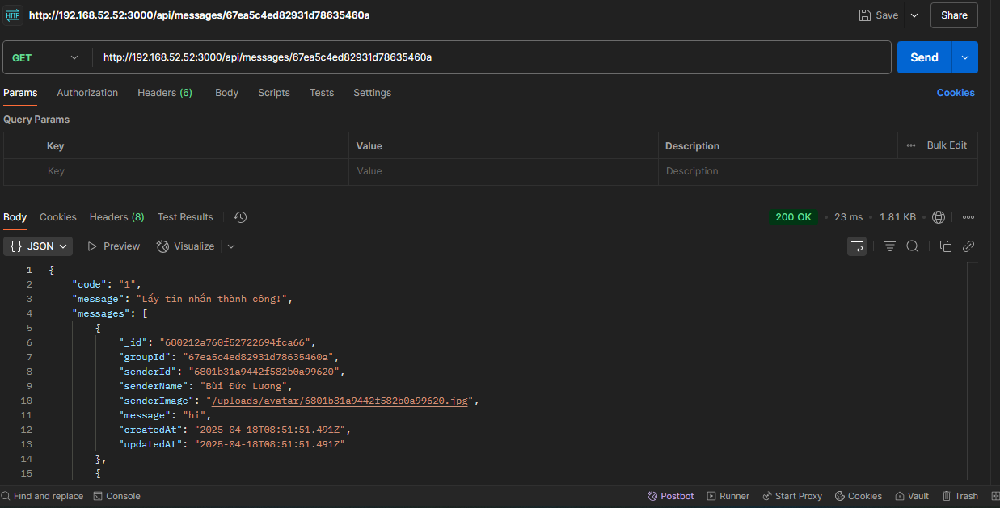 HTTP http://192.168.52.52:3000/api/messages/67ea5c4ed82931d78635460a Save Share
GET http://192.168.52.52:3000/api/messages/67ea5c4ed82931d78635460a Send
Params Authorization Headers (6) Body Scripts Tests Settings Cookies
Query Params
Key Value Description Bulk Edit
Key Value Description
Body Cookies Headers (8) Test Results 200 OK 23 ms 1.81 KB
{} JSON Preview Visualize
1 {
2 "code": "1",
3 "message": "Lấy tin nhắn thành công!",
4 "messages": [
5 {
6 "_id": "680212a760f52722694fca66",
7 "groupId": "67ea5c4ed82931d78635460a",
8 "senderId": "6801b31a9442f582b0a99620",
9 "senderName": "Bùi Đức Lương",
10 "senderImage": "/uploads/avatar/6801b31a9442f582b0a99620.jpg",
11 "message": "hi",
12 "createdAt": "2025-04-18T08:51:51.491Z",
13 "updatedAt": "2025-04-18T08:51:51.491Z"
14 },
15 {
Find and replace Console Postbot Runner Start Proxy Cookies Vault Trash